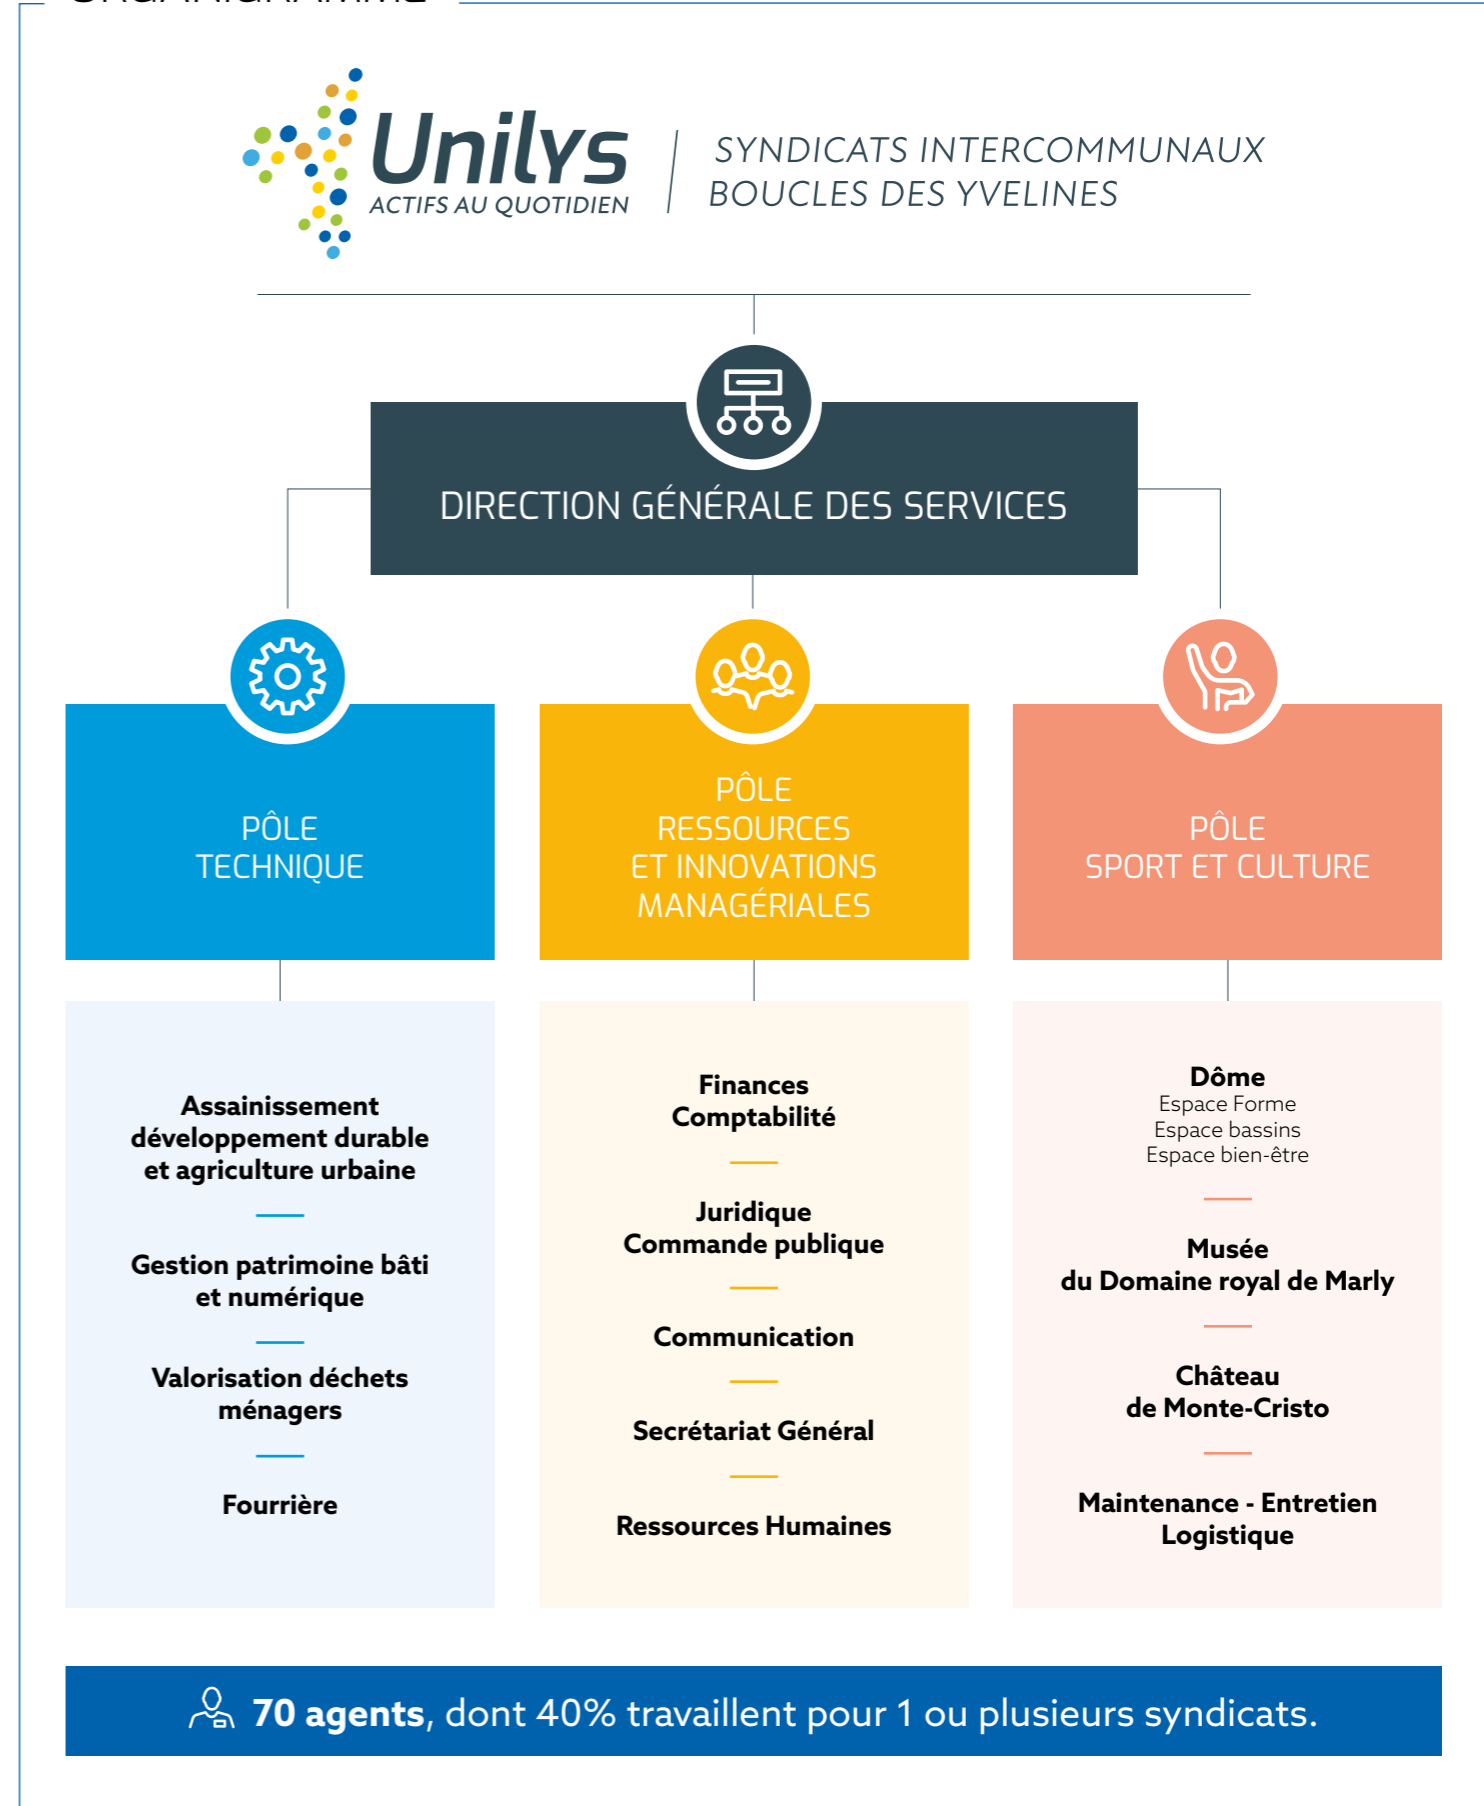 ORGANIGRAMME
Unilys
ACTIFS AU QUOTIDIEN
SYNDICATS INTERCOMMUNAUX
BOUCLES DES YVELINES
DIRECTION GÉNÉRALE DES SERVICES
PÔLE
TECHNIQUE
Assainissement
développement durable
et agriculture urbaine
Gestion patrimoine bâti
et numérique
Valorisation déchets
ménagers
Fourrière
PÔLE
RESSOURCES
ET INNOVATIONS
MANAGÉRIALES
Finances
Comptabilité
Juridique
Commande publique
Communication
Secrétariat Général
Ressources Humaines
PÔLE
SPORT ET CULTURE
Dôme
Espace Forme
Espace bassins
Espace bien-être
Musée
du Domaine royal de Marly
Château
de Monte-Cristo
Maintenance - Entretien
Logistique
70 agents, dont 40% travaillent pour 1 ou plusieurs syndicats.